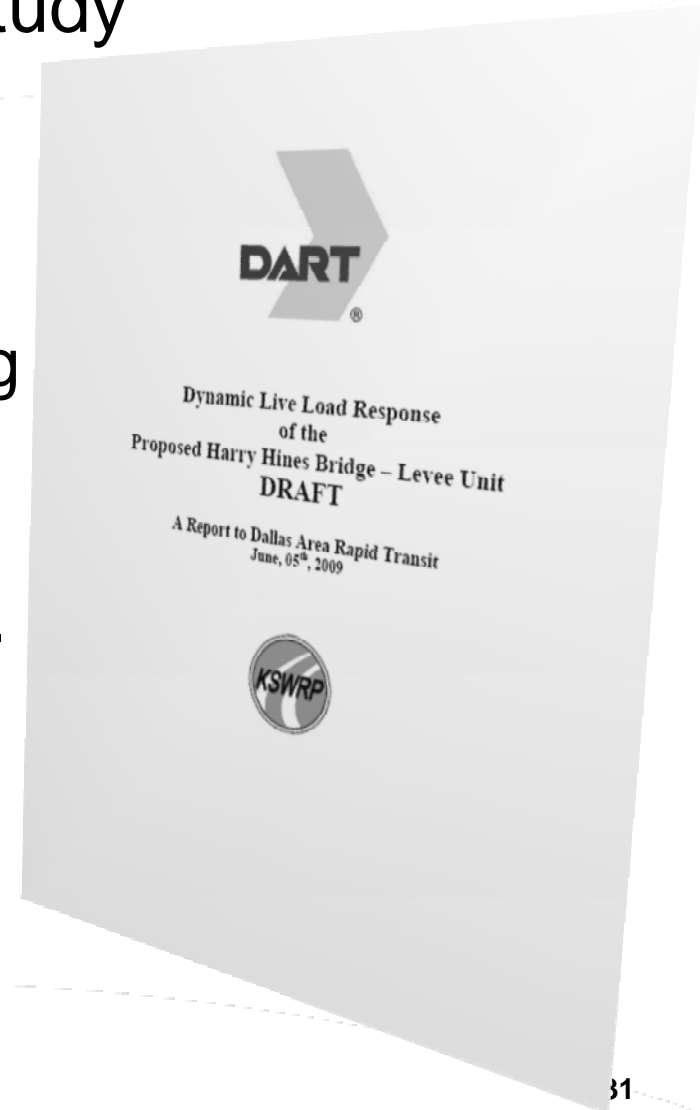 DART
®
Dynamic Live Load Response
of the
Proposed Harry Hines Bridge – Levee Unit
DRAFT
A Report to Dallas Area Rapid Transit
June, 05th, 2009
KSWRP